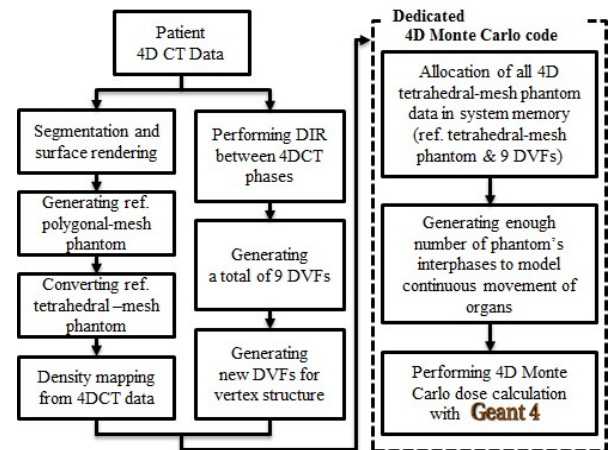 Patient
4D CT Data
Segmentation and
surface rendering
Generating ref.
polygonal-mesh
phantom
Converting ref.
tetrahedral –mesh
phantom
Density mapping
from 4DCT data
Performing DIR
between 4DCT
phases
Generating
a total of 9 DVFs
Generating
new DVFs for
vertex structure
Dedicated
4D Monte Carlo code
Allocation of all 4D
tetrahedral-mesh phantom
data in system memory
(ref. tetrahedral-mesh
phantom & 9 DVFs)
Generating enough
number of phantom's
interphases to model
continuous movement of
organs
Performing 4D Monte
Carlo dose calculation
with Geant 4